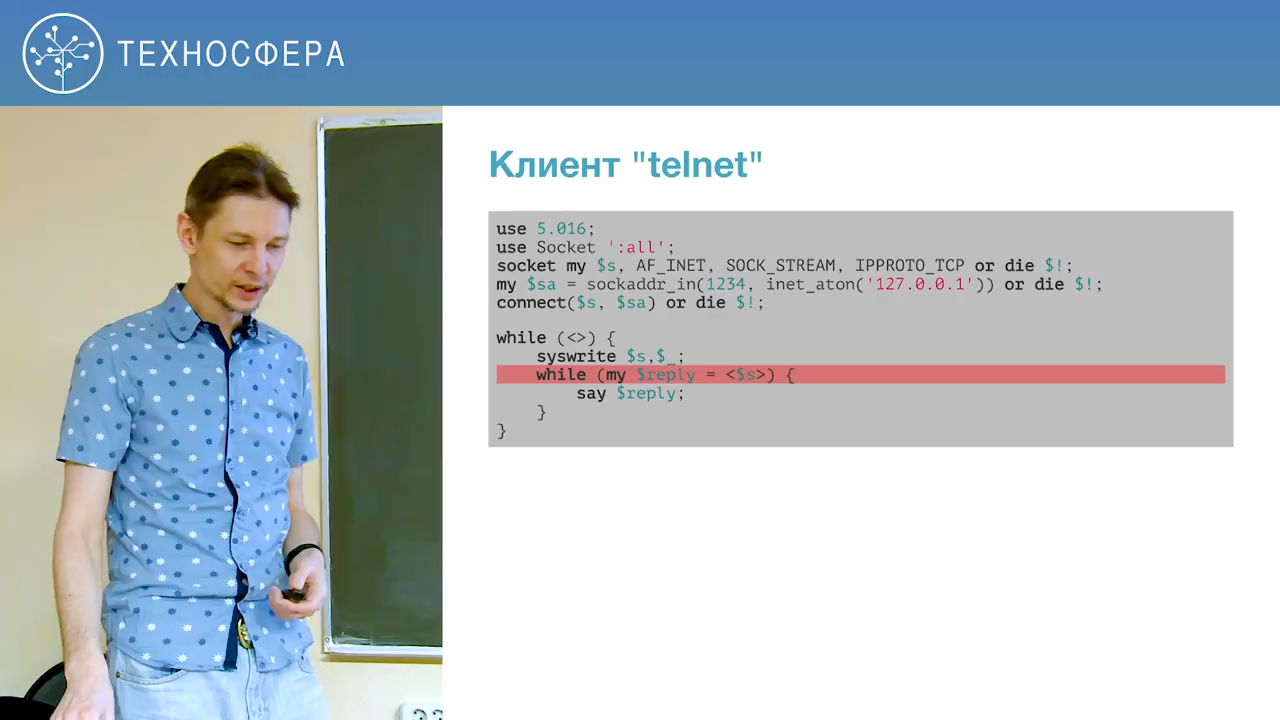 ТЕХНОСФЕРА
Клиент "telnet"
use 5.016;
use Socket ':all';
socket my $s, AF_INET, SOCK_STREAM, IPPROTO_TCP or die $!;
my $sa = sockaddr_in(1234, inet_aton('127.0.0.1')) or die $!;
connect($s, $sa) or die $!;
while (<>) {
    syswrite $s,$_;
    while (my $reply = <$s>) {
        say $reply;
    }
}